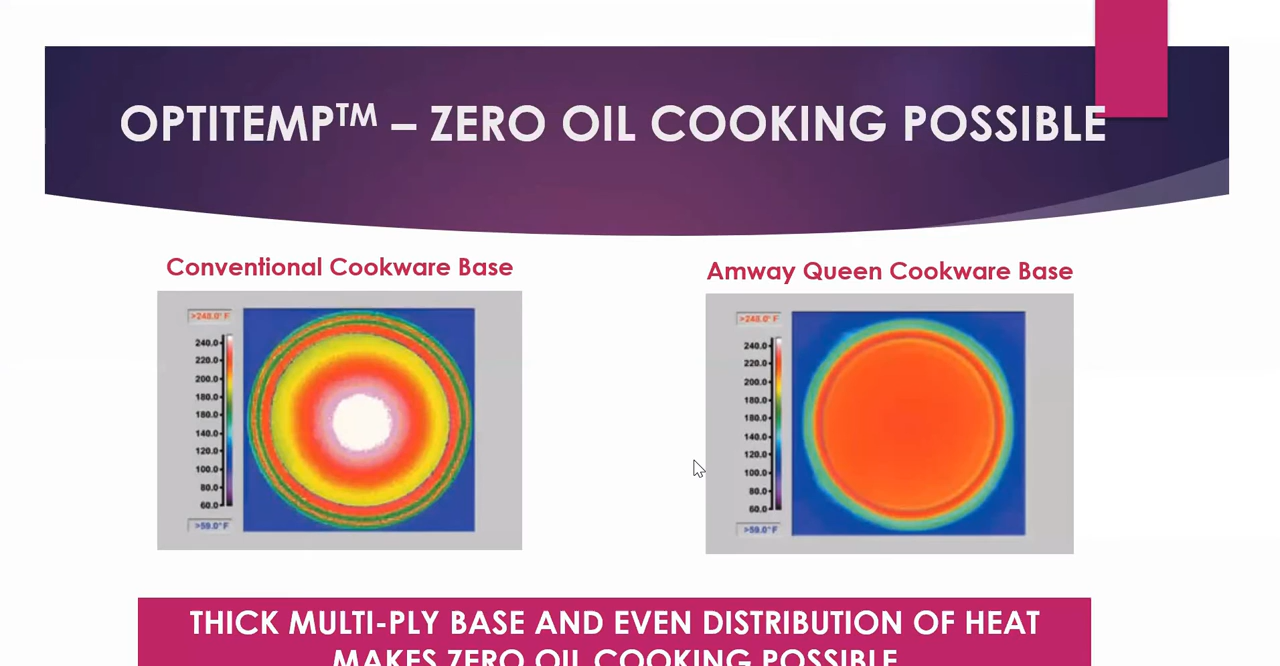 OPTITEMP™ – ZERO OIL COOKING POSSIBLE
Conventional Cookware Base
>248.0° F
240.0
220.0
200.0
180.0
160.0
140.0
120.0
100.0
80.0
60.0
>59.0°F
Amway Queen Cookware Base
>248.0° F
240.0
220.0
200.0
180.0
160.0
140.0
120.0
100.0
80.0
60.0
>59.0°F
THICK MULTI-PLY BASE AND EVEN DISTRIBUTION OF HEAT
MAKES ZERO OIL COOKING POSSIBLE